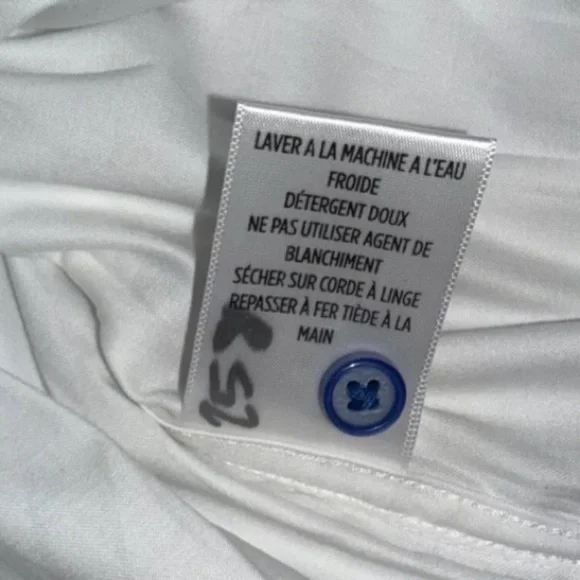 LAVER A LA MACHINE A L'EAU
FROIDE
DÉTERGENT DOUX
NE PAS UTILISER AGENT DE
BLANCHIMENT
SÉCHER SUR CORDE À LINGE
REPASSER À FER TIÈDE À LA
MAIN
158